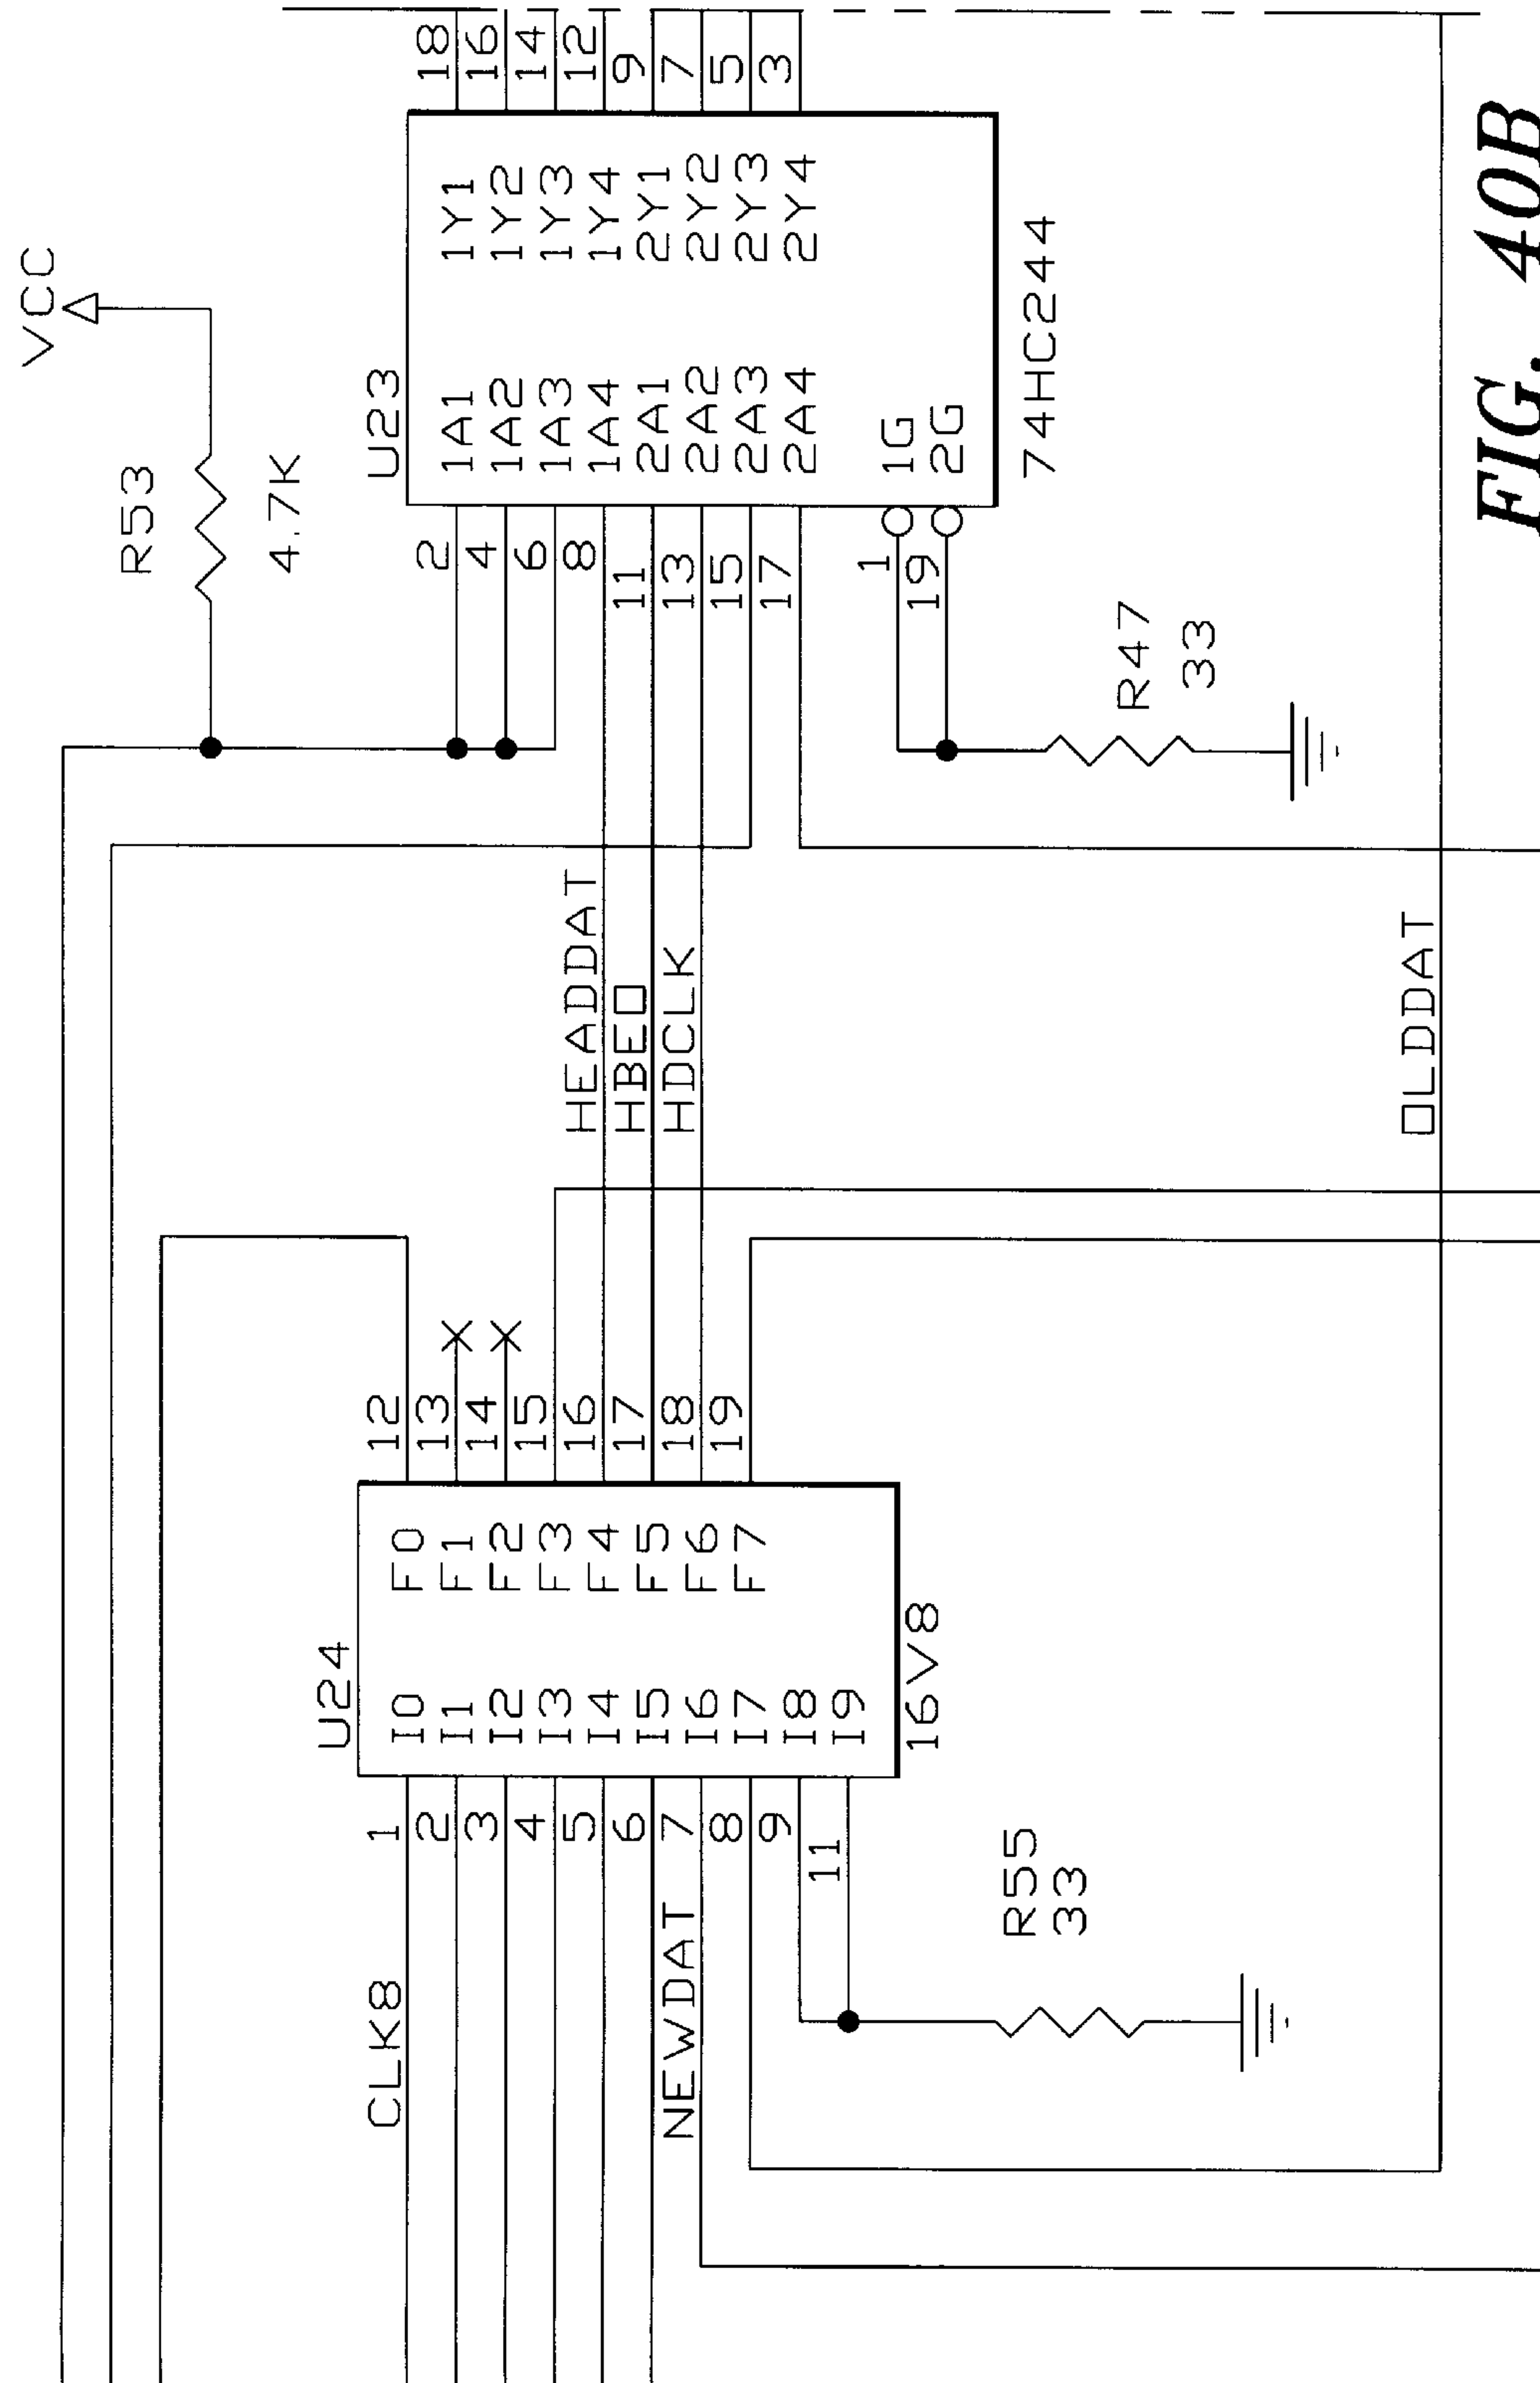 VCC
R53
4.7K
U23
2 1A1 1Y1 18
4 1A2 1Y2 16
6 1A3 1Y3 14
8 1A4 1Y4 12
11 2A1 2Y1 9
13 2A2 2Y2 7
15 2A3 2Y3 5
17 2A4 2Y4 3
1 1G
19 2G
74HC244
R47
33
HEADDAT
HBEO
HDCLK
OLDDAT
U24
CLK8
1 I0 F0 12
2 I1 F1 13
3 I2 F2 14
4 I3 F3 15
5 I4 F4 16
6 I5 F5 17
NEWDAT
7 I6 F6 18
8 I7 F7 19
9 I8
11 I9
16V8
R55
33
FIG. 40B